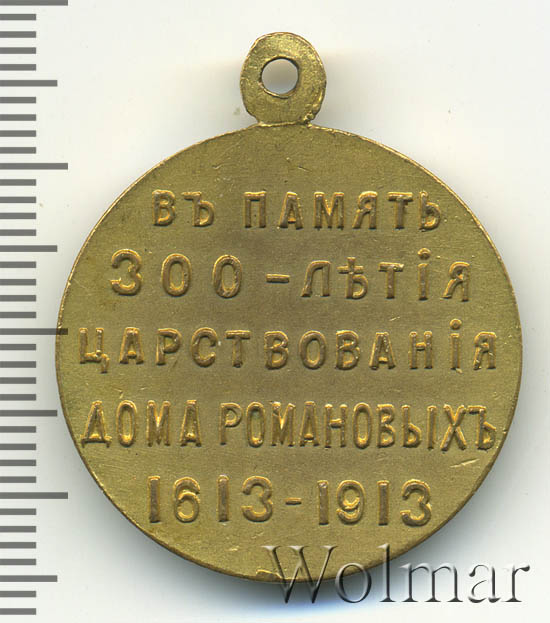 ВЪ ПАМЯТЬ
300-ЛѢТІЯ
ЦАРСТВОВАНІЯ
ДОМА РОМАНОВЫХЪ
1613-1913
Wolmar